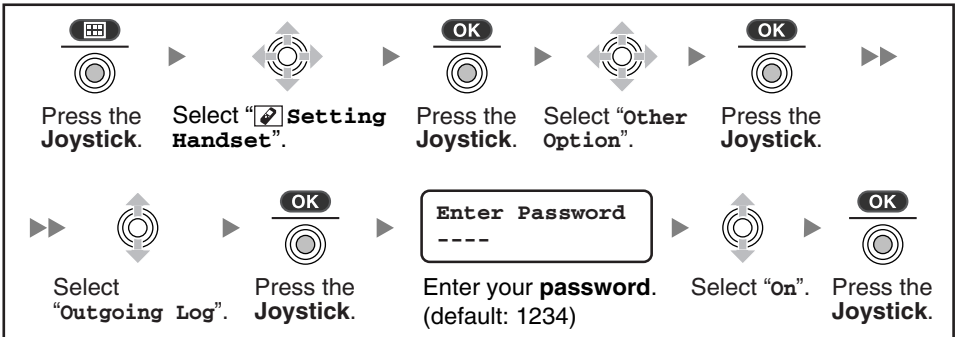 OK
OK
Press the Joystick.
Select “Setting Handset”.
Press the Joystick.
Select “Other Option”.
Press the Joystick.
OK
Enter Password
----
OK
Select “Outgoing Log”.
Press the Joystick.
Enter your password. (default: 1234)
Select “On”.
Press the Joystick.